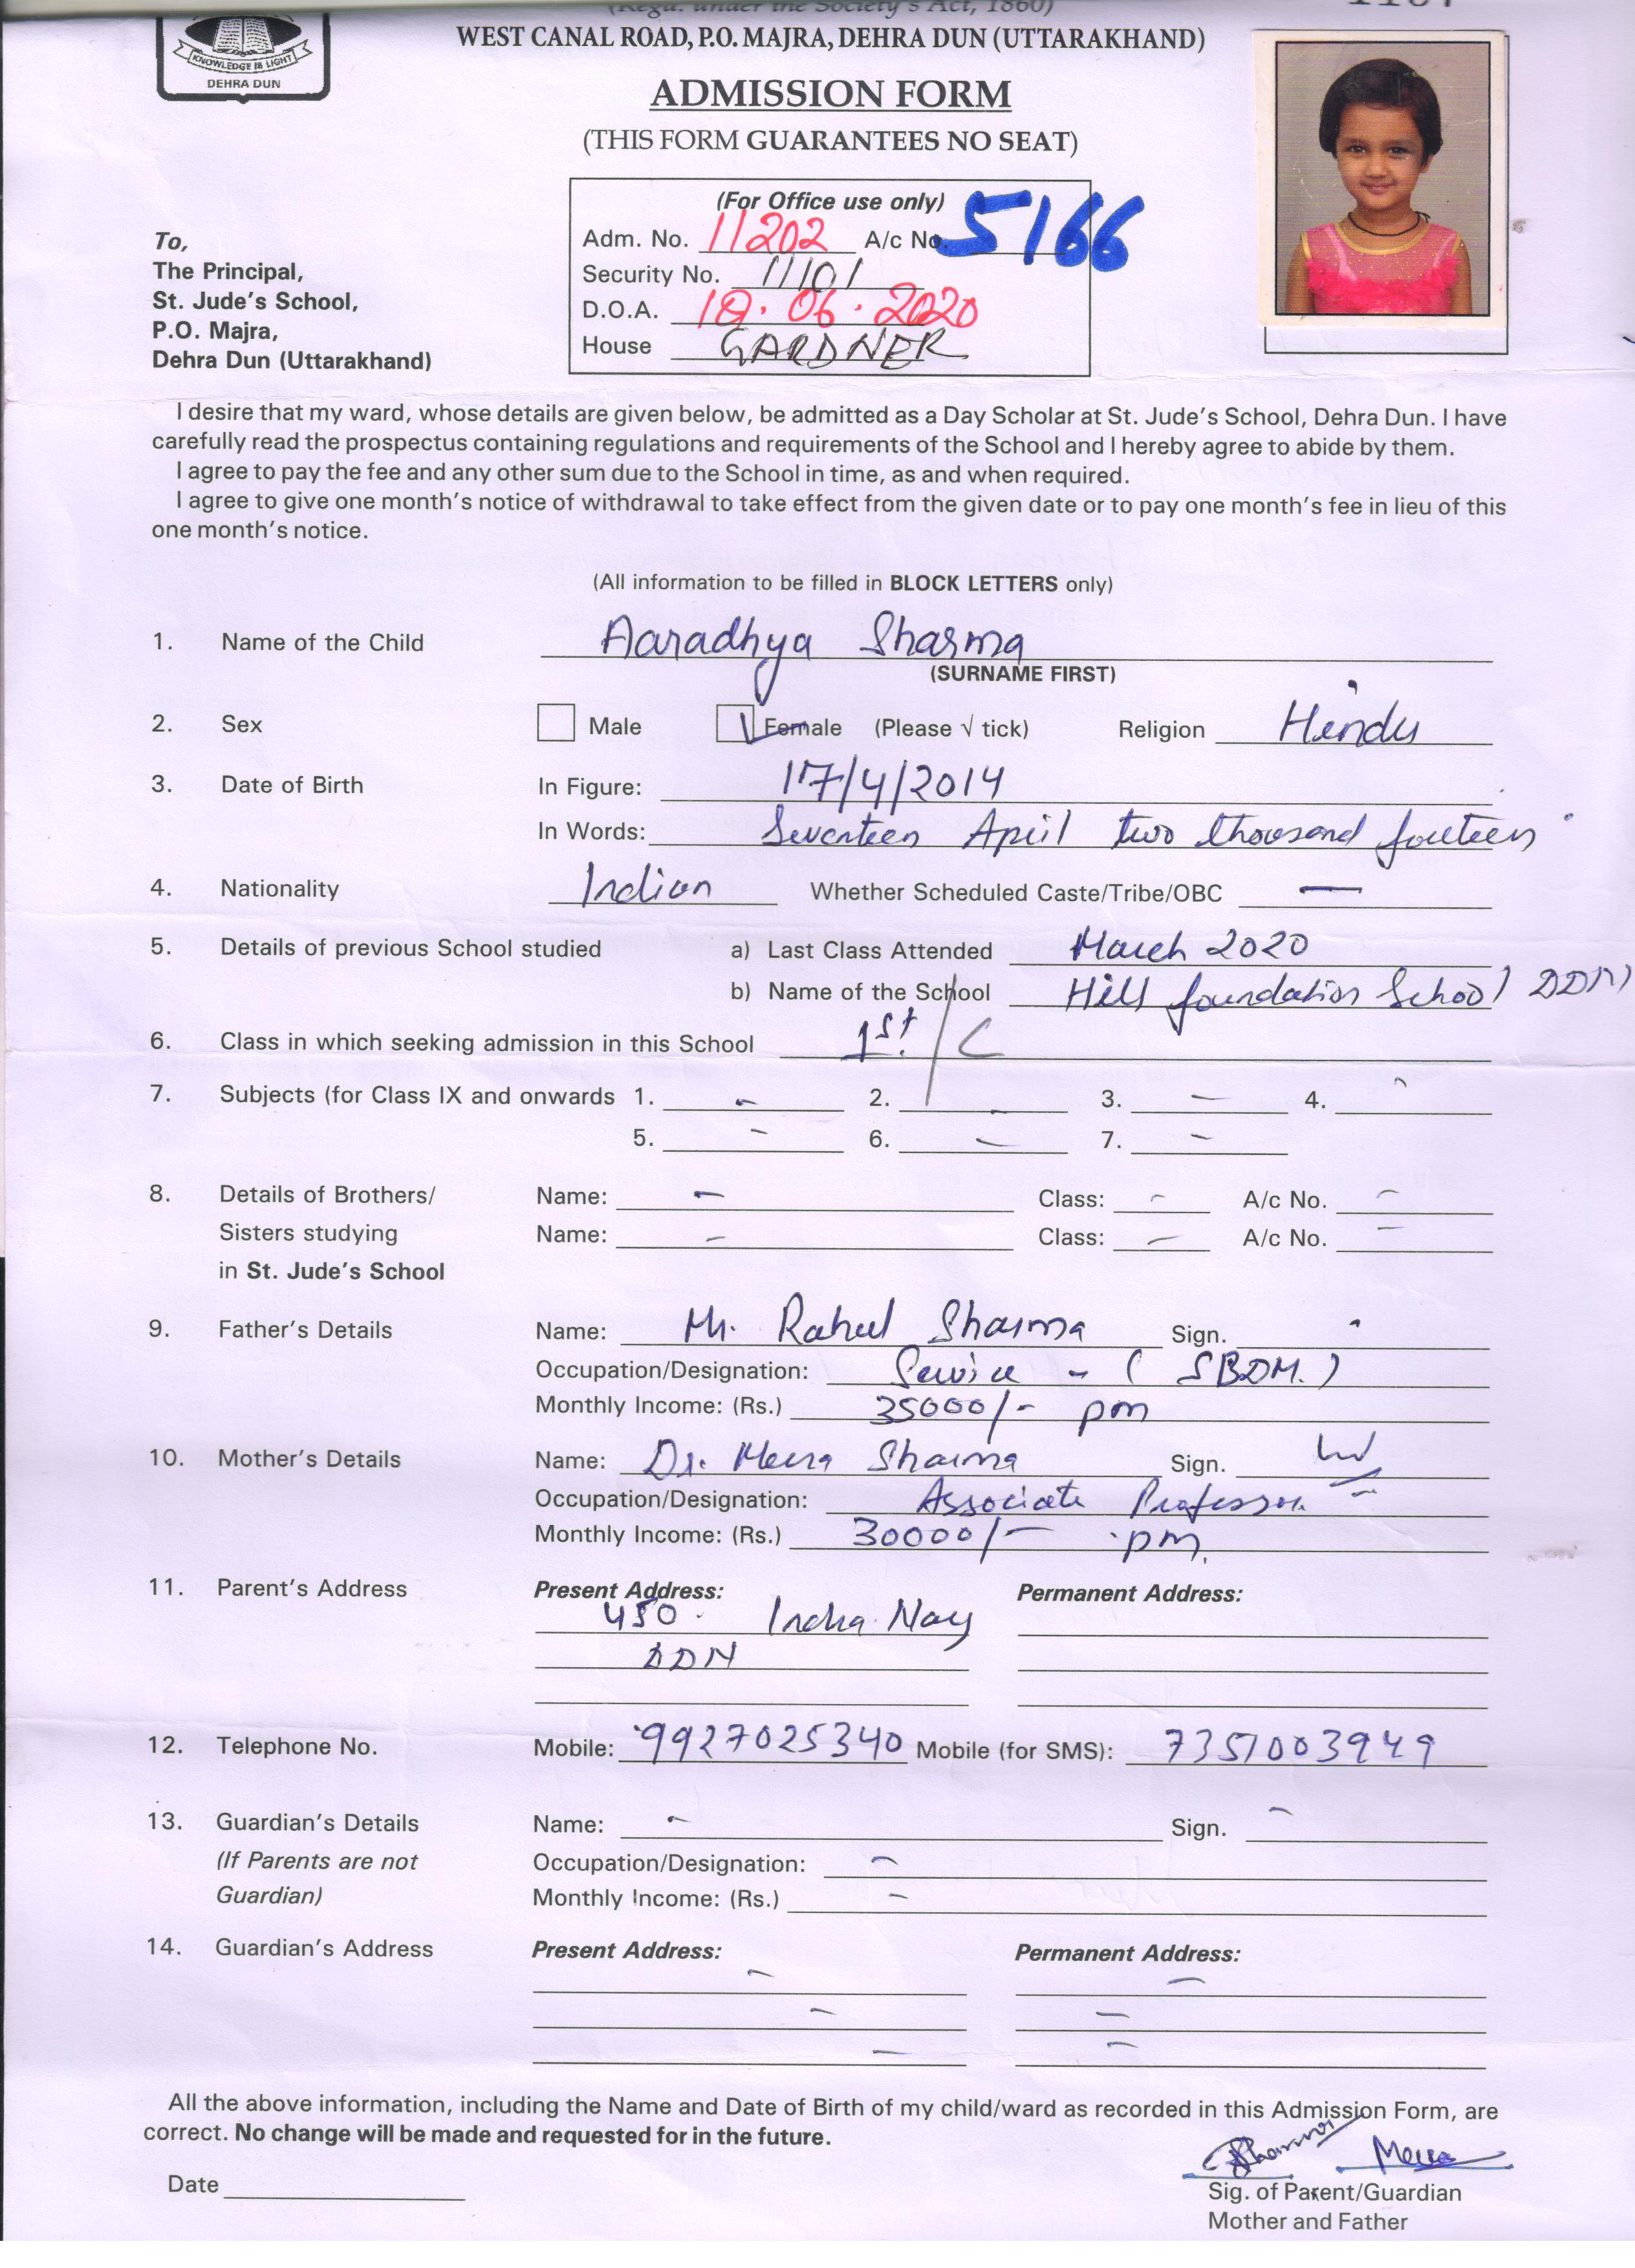 (Regd. under the Society's Act, 1860)
WEST CANAL ROAD, P.O. MAJRA, DEHRA DUN (UTTARAKHAND)
KNOWLEDGE IS LIGHT
DEHRA DUN
ADMISSION FORM
(THIS FORM GUARANTEES NO SEAT)
(For Office use only)
Adm. No. 11202 A/c No. 5166
Security No. 11101
D.O.A. 18.06.2020
House GARDNER
To,
The Principal,
St. Jude's School,
P.O. Majra,
Dehra Dun (Uttarakhand)
I desire that my ward, whose details are given below, be admitted as a Day Scholar at St. Jude's School, Dehra Dun. I have
carefully read the prospectus containing regulations and requirements of the School and I hereby agree to abide by them.
I agree to pay the fee and any other sum due to the School in time, as and when required.
I agree to give one month's notice of withdrawal to take effect from the given date or to pay one month's fee in lieu of this
one month's notice.
(All information to be filled in BLOCK LETTERS only)
1. Name of the Child Aaradhya Sharma
(SURNAME FIRST)
2. Sex Male Female (Please √ tick) Religion Hindu
3. Date of Birth In Figure: 17/4/2014
In Words: Seventeen April two thousand fourteen
4. Nationality Indian Whether Scheduled Caste/Tribe/OBC —
5. Details of previous School studied a) Last Class Attended March 2020
b) Name of the School Hill foundation School DDN
6. Class in which seeking admission in this School 1st. / C
7. Subjects (for Class IX and onwards 1. - 2. - 3. - 4. -
5. - 6. - 7. -
8. Details of Brothers/ Name: - Class: - A/c No. -
Sisters studying Name: - Class: - A/c No. -
in St. Jude's School
9. Father's Details Name: Mr. Rahul Sharma Sign.
Occupation/Designation: Service - (SBDM.)
Monthly Income: (Rs.) 35000/- pm
10. Mother's Details Name: Dr. Meera Sharma Sign.
Occupation/Designation: Associate Professor
Monthly Income: (Rs.) 30000/- pm.
11. Parent's Address Present Address: Permanent Address:
450. Indra Nag
DDN
12. Telephone No. Mobile: 9927025340 Mobile (for SMS): 7351003949
13. Guardian's Details Name: - Sign. -
(If Parents are not Occupation/Designation: -
Guardian) Monthly Income: (Rs.) -
14. Guardian's Address Present Address: Permanent Address:
- -
- -
- -
All the above information, including the Name and Date of Birth of my child/ward as recorded in this Admission Form, are
correct. No change will be made and requested for in the future.
Sharma Meera
Date
Sig. of Parent/Guardian
Mother and Father